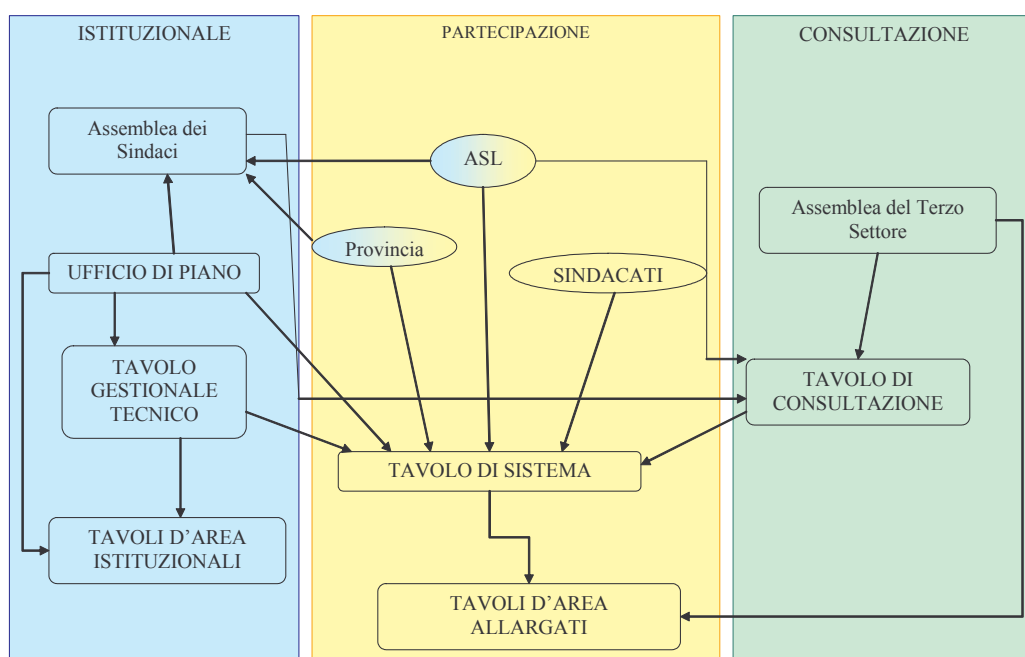 ISTITUZIONALE
PARTECIPAZIONE
CONSULTAZIONE
Assemblea dei
Sindaci
ASL
Assemblea del Terzo
Settore
Provincia
UFFICIO DI PIANO
SINDACATI
TAVOLO
GESTIONALE
TECNICO
TAVOLO DI
CONSULTAZIONE
TAVOLO DI SISTEMA
TAVOLI D’AREA
ISTITUZIONALI
TAVOLI D’AREA
ALLARGATI